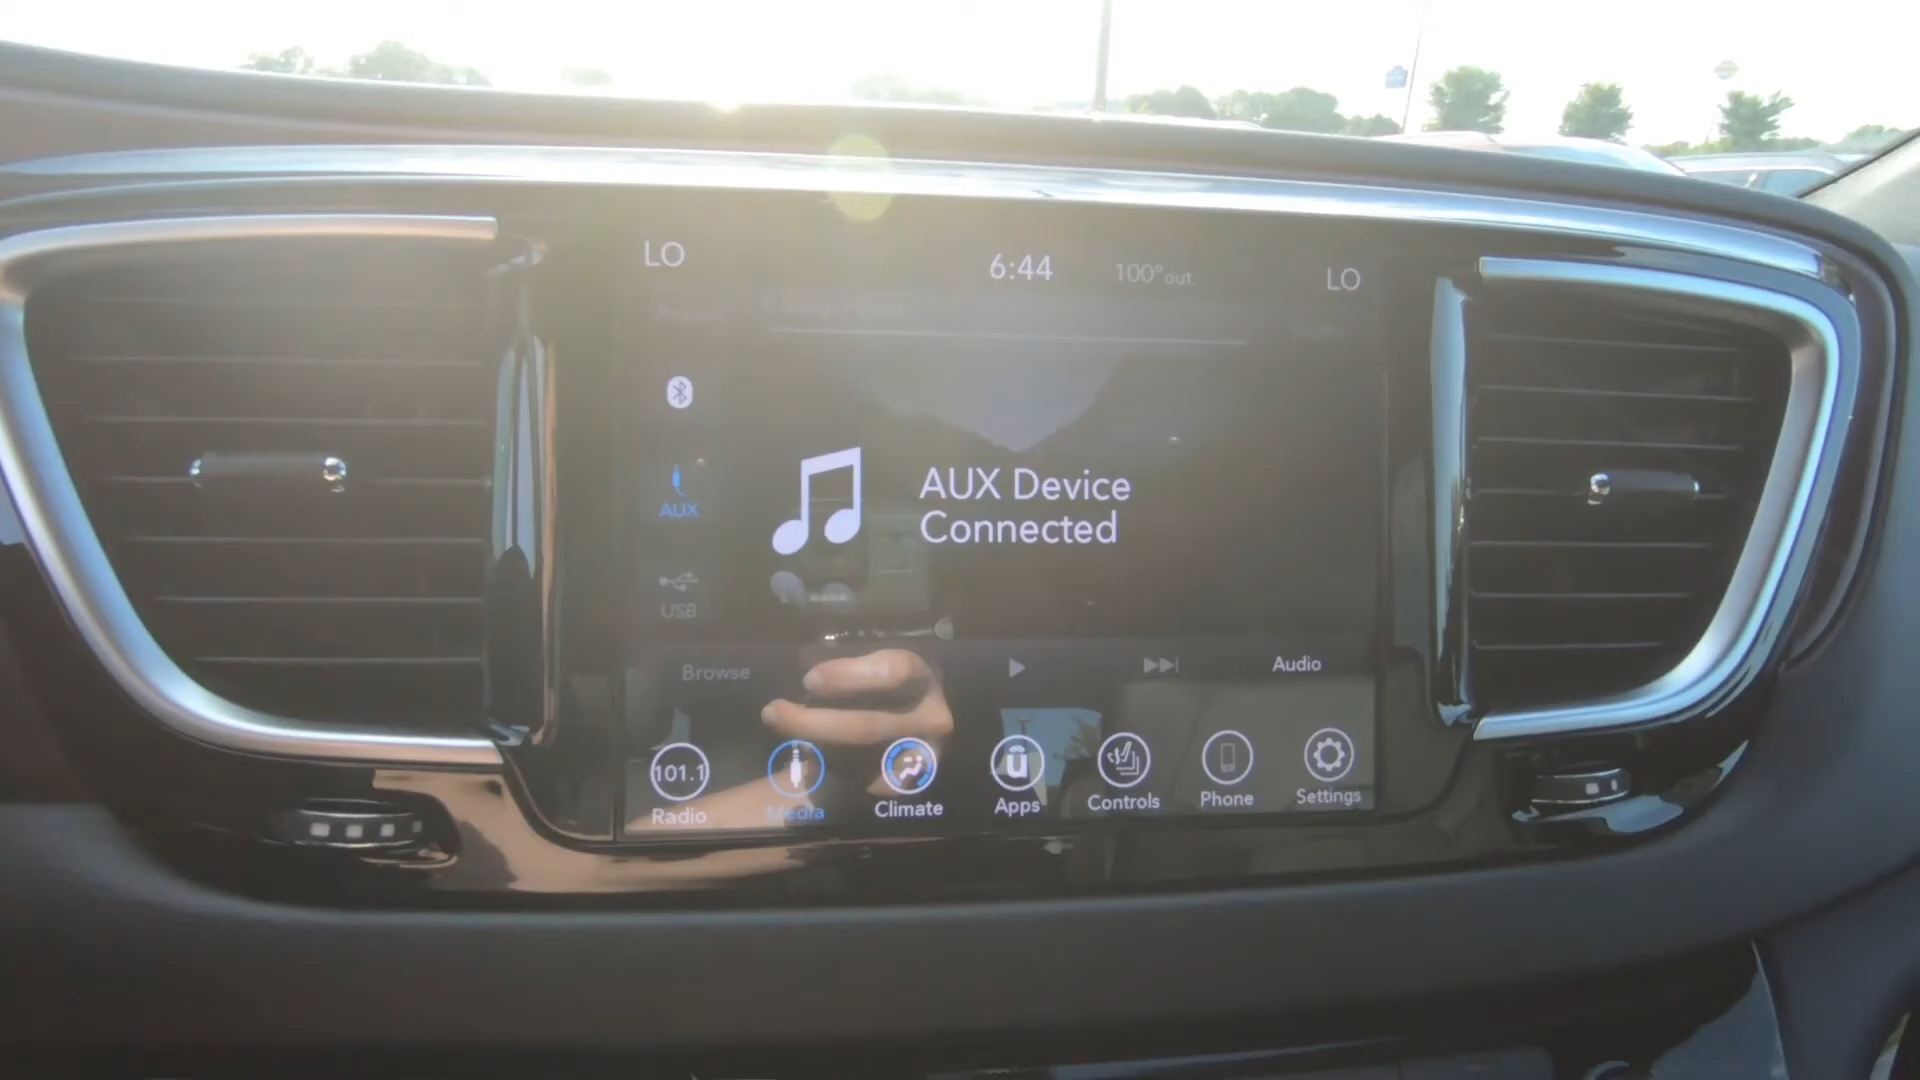 LO
6:44
100°out.
LO
Repeat
AUX Device
Connected
AUX
USB
Browse
Audio
101.1
Radio
Media
Climate
Apps
Controls
Phone
Settings